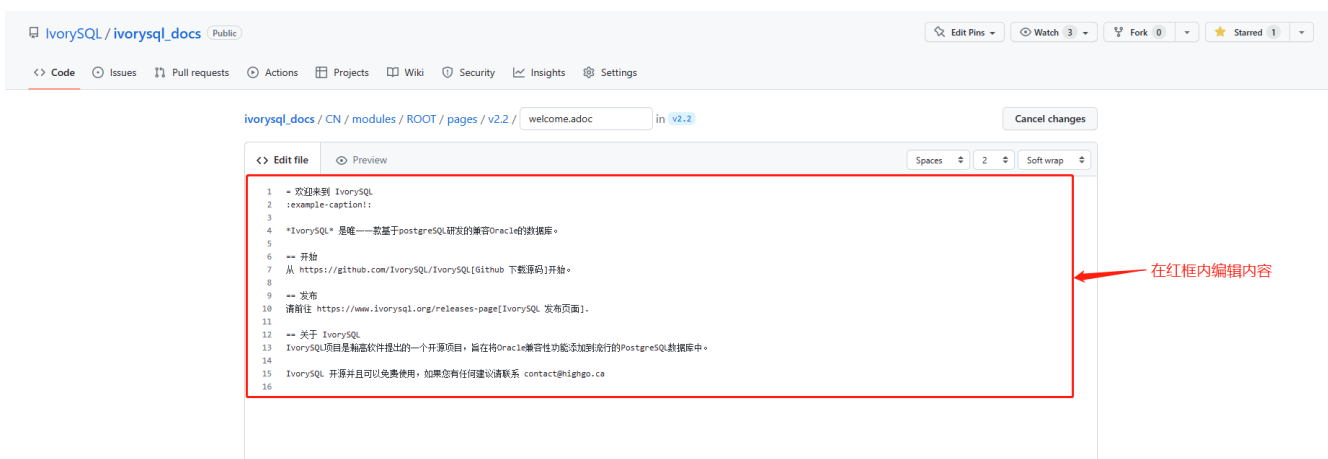 IvorySQL / ivorysql_docs Public
Edit Pins Watch 3 Fork 0 Starred 1
<> Code Issues Pull requests Actions Projects Wiki Security Insights Settings
ivorysql_docs / CN / modules / ROOT / pages / v2.2 / welcome.adoc in v2.2
Cancel changes
<> Edit file Preview
Spaces 2 Soft wrap
1 = 欢迎来到 IvorySQL
2 :example-caption!:
3
4 *IvorySQL* 是唯一一款基于postgreSQL研发的兼容Oracle的数据库。
5
6 == 开始
7 从 https://github.com/IvorySQL/IvorySQL[Github 下载源码]开始。
8
9 == 发布
10 请前往 https://www.ivorysql.org/releases-page[IvorySQL 发布页面].
11
12 == 关于 IvorySQL
13 IvorySQL项目是瀚高软件提出的一个开源项目，旨在将Oracle兼容性功能添加到流行的PostgreSQL数据库中。
14
15 IvorySQL 开源并且可以免费使用，如果您有任何建议请联系 contact@highgo.ca
16
在红框内编辑内容